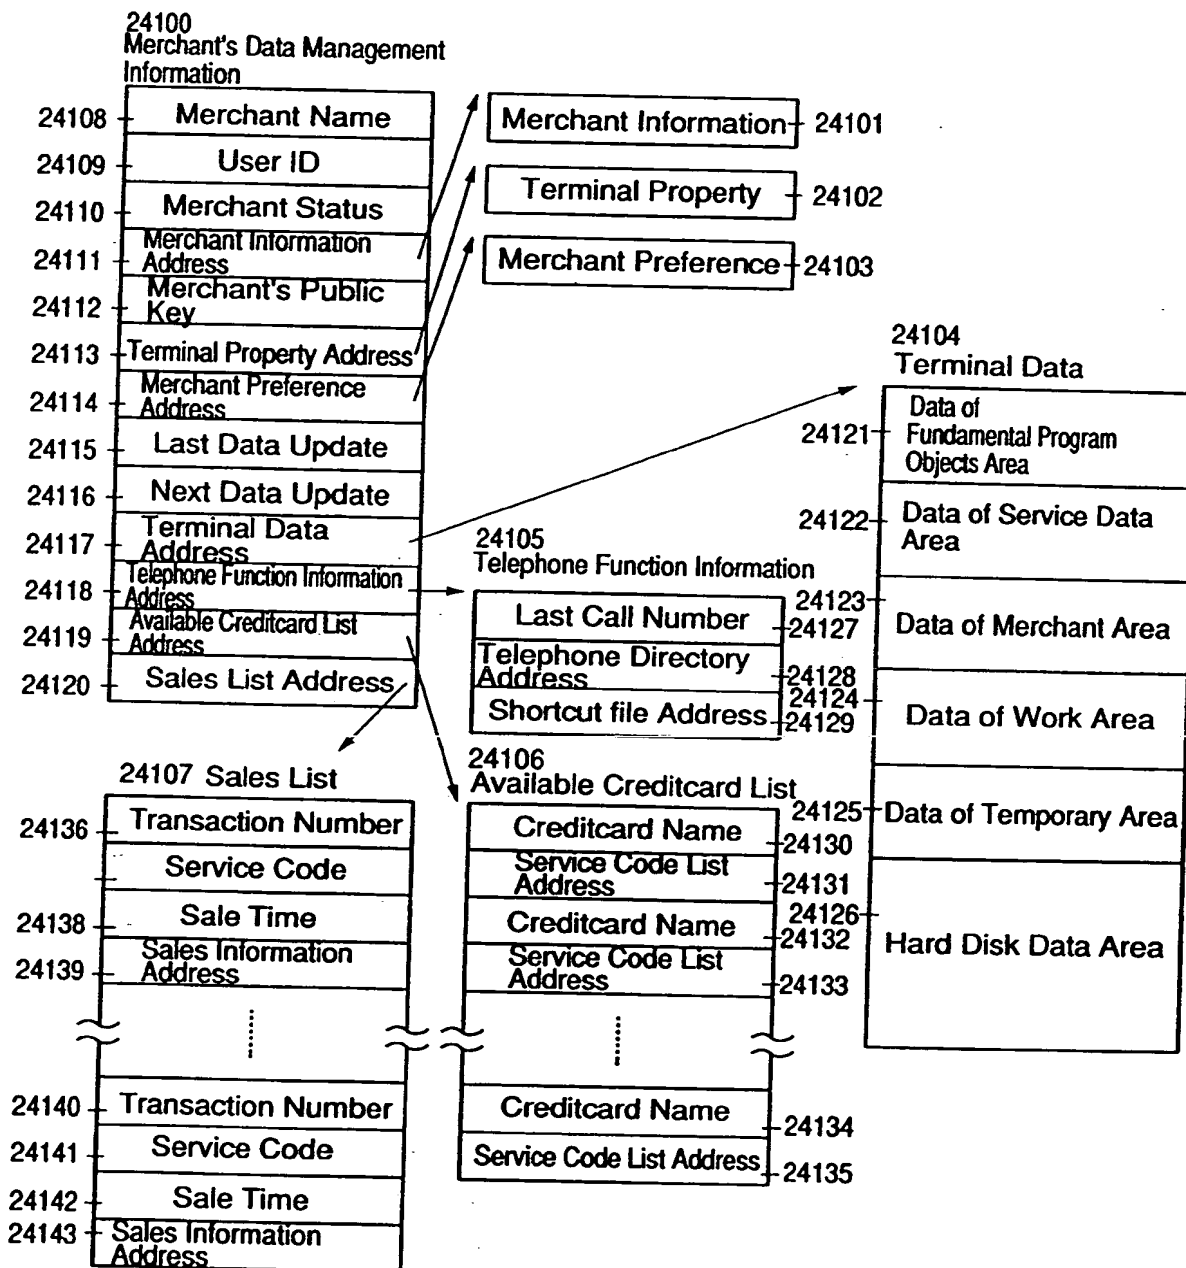 24100
Merchant's Data Management
Information
24108 Merchant Name
24109 User ID
24110 Merchant Status
24111 Merchant Information
Address
24112 Merchant's Public
Key
24113 Terminal Property Address
24114 Merchant Preference
Address
24115 Last Data Update
24116 Next Data Update
24117 Terminal Data
Address
24118 Telephone Function Information
Address
24119 Available Creditcard List
Address
24120 Sales List Address
Merchant Information 24101
Terminal Property 24102
Merchant Preference 24103
24104
Terminal Data
24121 Data of
Fundamental Program
Objects Area
24122 Data of Service Data
Area
24123 Data of Merchant Area
24124 Data of Work Area
24125 Data of Temporary Area
24126 Hard Disk Data Area
24105
Telephone Function Information
Last Call Number 24127
Telephone Directory
Address 24128
Shortcut file Address 24129
24107 Sales List
24136 Transaction Number
Service Code
24138 Sale Time
24139 Sales Information
Address
24140 Transaction Number
24141 Service Code
24142 Sale Time
24143 Sales Information
Address
24106
Available Creditcard List
Creditcard Name 24130
Service Code List
Address 24131
Creditcard Name 24132
Service Code List
Address 24133
Creditcard Name 24134
Service Code List Address 24135